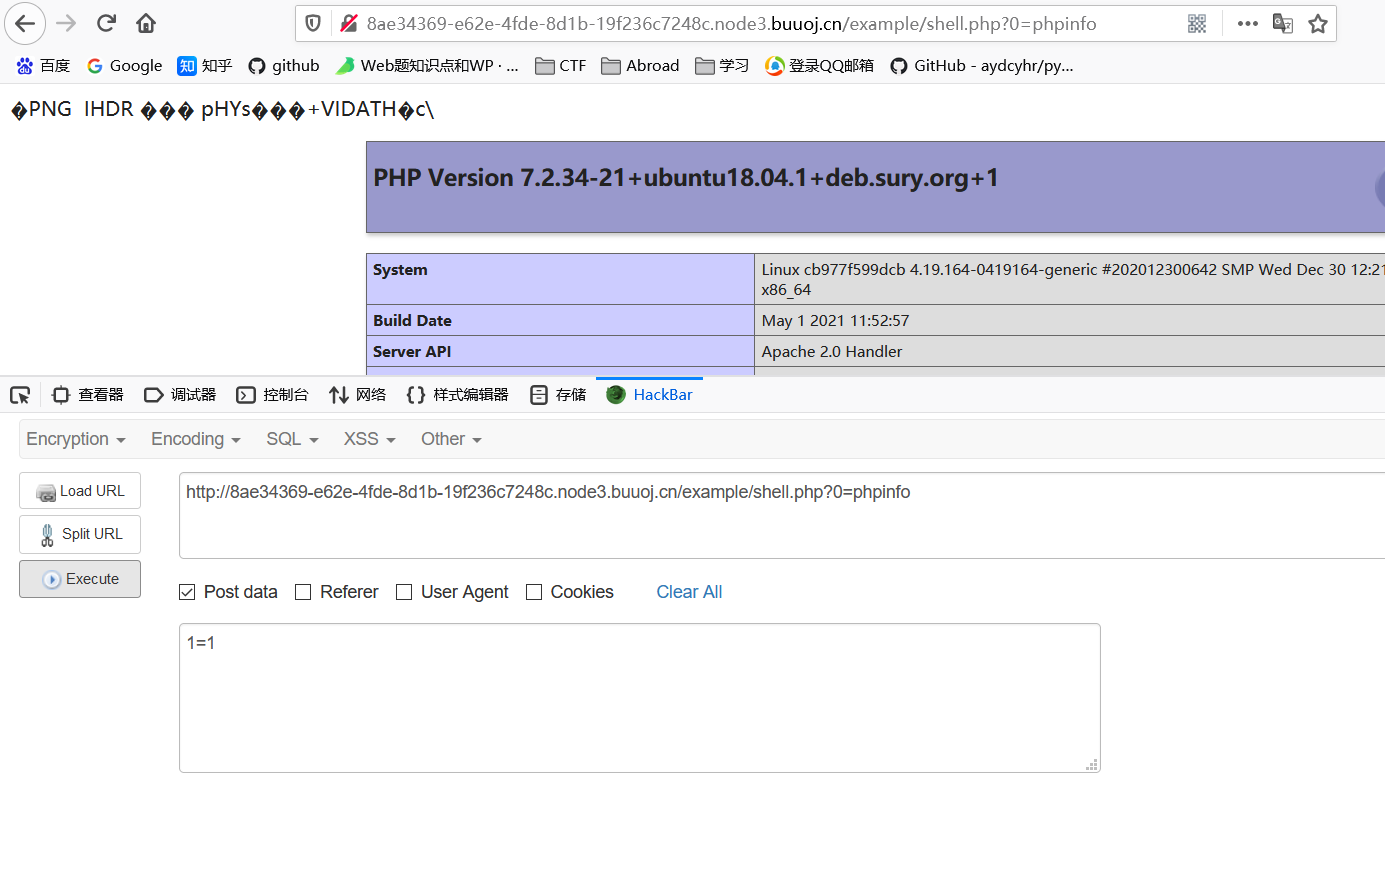 8ae34369-e62e-4fde-8d1b-19f236c7248c.node3.buuoj.cn/example/shell.php?0=phpinfo
百度 Google 知 知乎 github Web题知识点和WP · ... CTF Abroad 学习 登录QQ邮箱 GitHub - aydcyhr/py...
�PNG IHDR ��� pHYs���+VIDATH�c\
PHP Version 7.2.34-21+ubuntu18.04.1+deb.sury.org+1
System Linux cb977f599dcb 4.19.164-0419164-generic #202012300642 SMP Wed Dec 30 12:21
x86_64
Build Date May 1 2021 11:52:57
Server API Apache 2.0 Handler
查看器 调试器 控制台 网络 样式编辑器 存储 HackBar
Encryption Encoding SQL XSS Other
Load URL http://8ae34369-e62e-4fde-8d1b-19f236c7248c.node3.buuoj.cn/example/shell.php?0=phpinfo
Split URL
Execute
Post data Referer User Agent Cookies Clear All
1=1